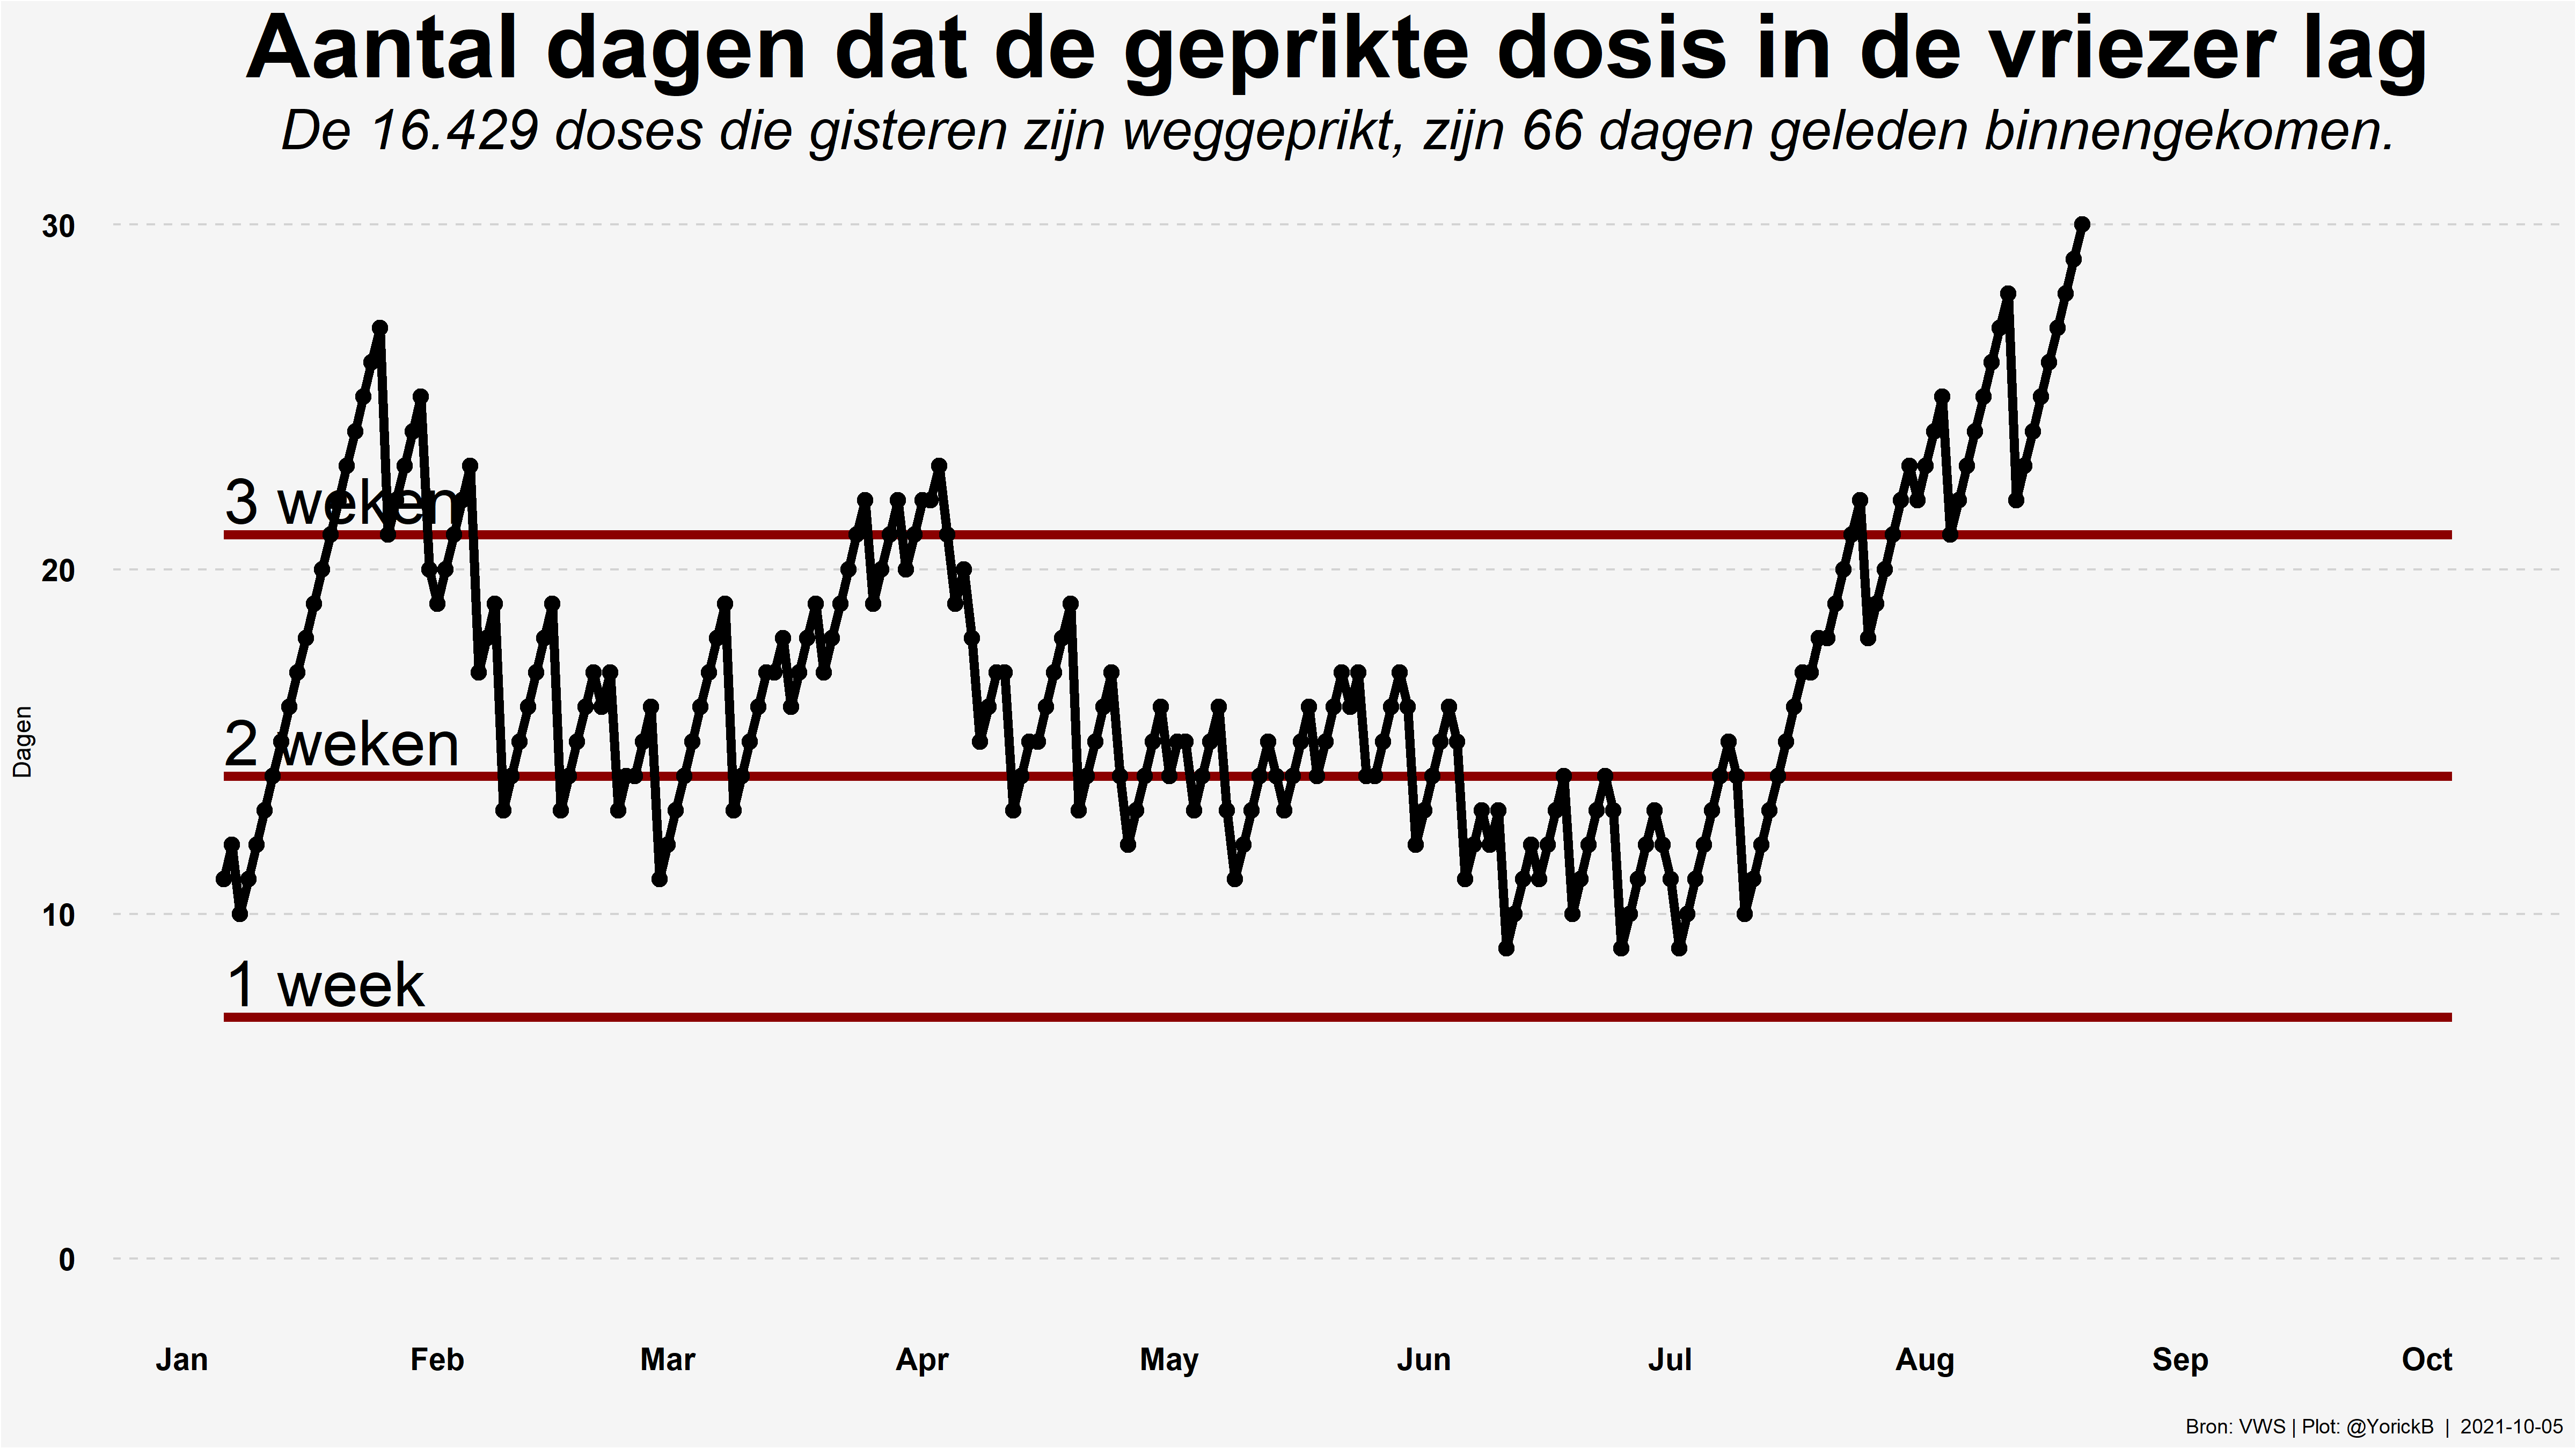 Aantal dagen dat de geprikte dosis in de vriezer lag
De 16.429 doses die gisteren zijn weggeprikt, zijn 66 dagen geleden binnengekomen.
30
3 weken
20
2 weken
Dagen
10
1 week
0
Jan Feb Mar Apr May Jun Jul Aug Sep Oct
Bron: VWS | Plot: @YorickB | 2021-10-05